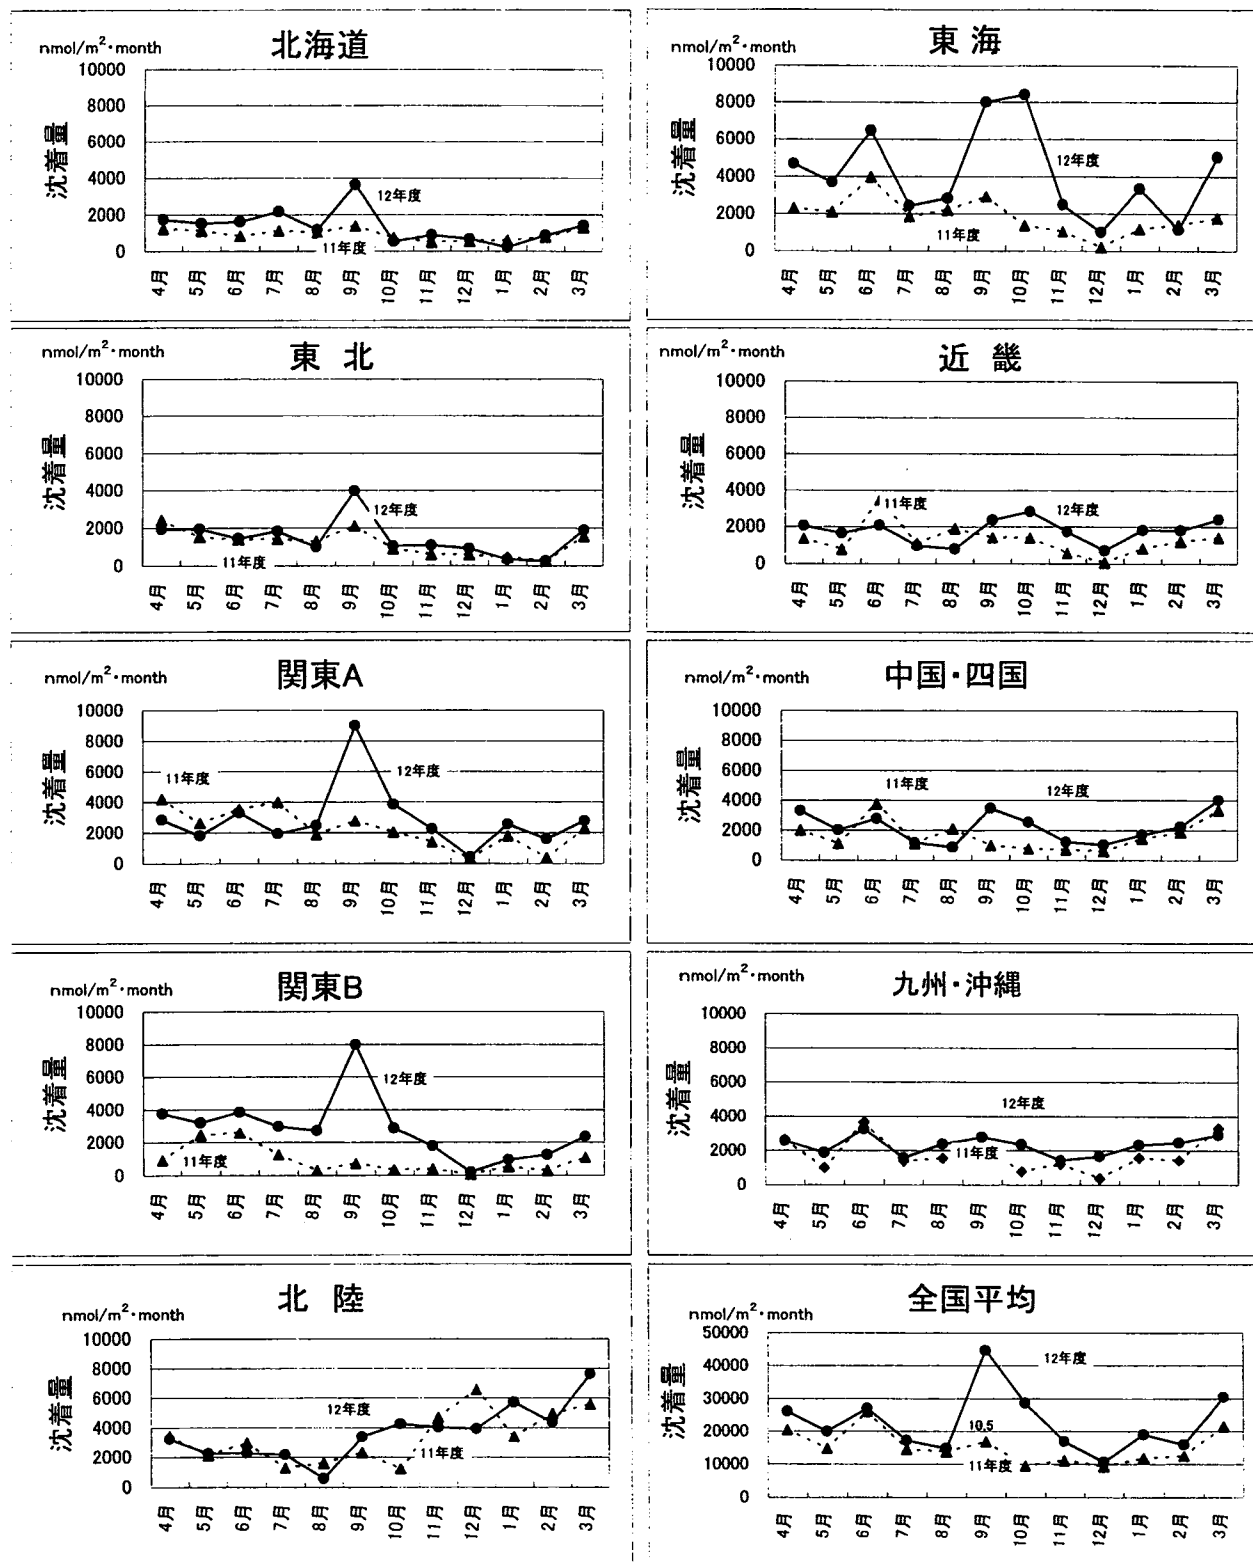 nmol/m²・month
北海道
沈着量
10000
8000
6000
4000
2000
0
12年度
11年度
4月 5月 6月 7月 8月 9月 10月 11月 12月 1月 2月 3月
nmol/m²・month
東 北
沈着量
10000
8000
6000
4000
2000
0
12年度
11年度
4月 5月 6月 7月 8月 9月 10月 11月 12月 1月 2月 3月
nmol/m²・month
関東A
沈着量
10000
8000
6000
4000
2000
0
11年度
12年度
4月 5月 6月 7月 8月 9月 10月 11月 12月 1月 2月 3月
nmol/m²・month
関東B
沈着量
10000
8000
6000
4000
2000
0
12年度
11年度
4月 5月 6月 7月 8月 9月 10月 11月 12月 1月 2月 3月
nmol/m²・month
北 陸
沈着量
10000
8000
6000
4000
2000
0
12年度
11年度
4月 5月 6月 7月 8月 9月 10月 11月 12月 1月 2月 3月
nmol/m²・month
東 海
沈着量
10000
8000
6000
4000
2000
0
12年度
11年度
4月 5月 6月 7月 8月 9月 10月 11月 12月 1月 2月 3月
nmol/m²・month
近 畿
沈着量
10000
8000
6000
4000
2000
0
11年度
12年度
4月 5月 6月 7月 8月 9月 10月 11月 12月 1月 2月 3月
nmol/m²・month
中国・四国
沈着量
10000
8000
6000
4000
2000
0
11年度
12年度
4月 5月 6月 7月 8月 9月 10月 11月 12月 1月 2月 3月
nmol/m²・month
九州・沖縄
沈着量
10000
8000
6000
4000
2000
0
12年度
11年度
4月 5月 6月 7月 8月 9月 10月 11月 12月 1月 2月 3月
nmol/m²・month
全国平均
沈着量
50000
40000
30000
20000
10000
0
12年度
10.5
11年度
4月 5月 6月 7月 8月 9月 10月 11月 12月 1月 2月 3月